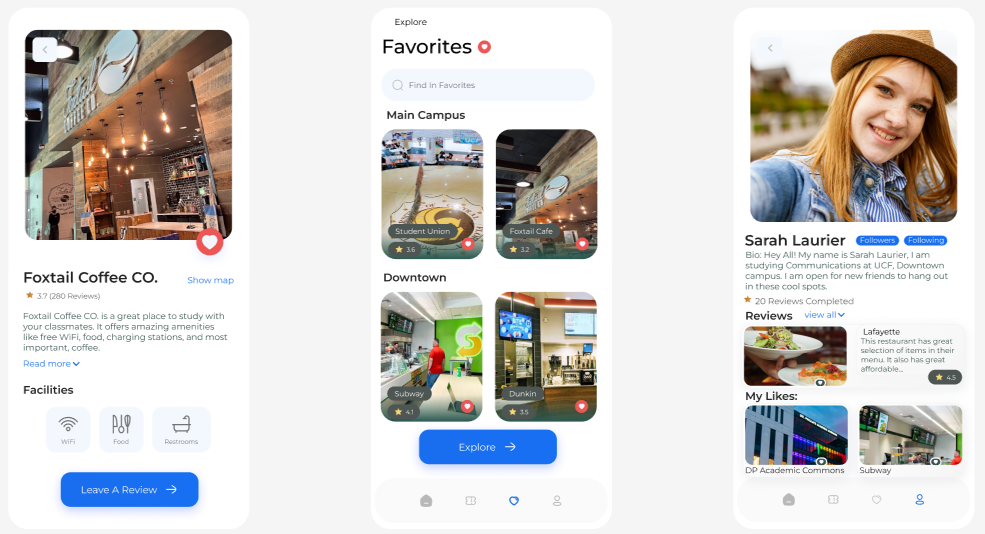 Foxtail Coffee CO.
Show map
3.7 (280 Reviews)
Foxtail Coffee CO. is a great place to study with
your classmates. It offers amazing amenities
like free WiFi, food, charging stations, and most
important, coffee.
Read more
Facilities
WiFi
Food
Restrooms
Leave A Review
Explore
Favorites
Find In Favorites
Main Campus
Student Union
3.6
Foxtail Cafe
3.2
Downtown
Subway
4.1
Dunkin
3.5
Explore
Sarah Laurier
Followers
Following
Bio: Hey All! My name is Sarah Laurier, I am
studying Communications at UCF, Downtown
campus. I am open for new friends to hang out
in these cool spots.
20 Reviews Completed
Reviews
view all
Lafayette
This restaurant has great
selection of items in their
menu. It also has great
affordable...
4.5
My Likes:
DP Academic Commons
Subway